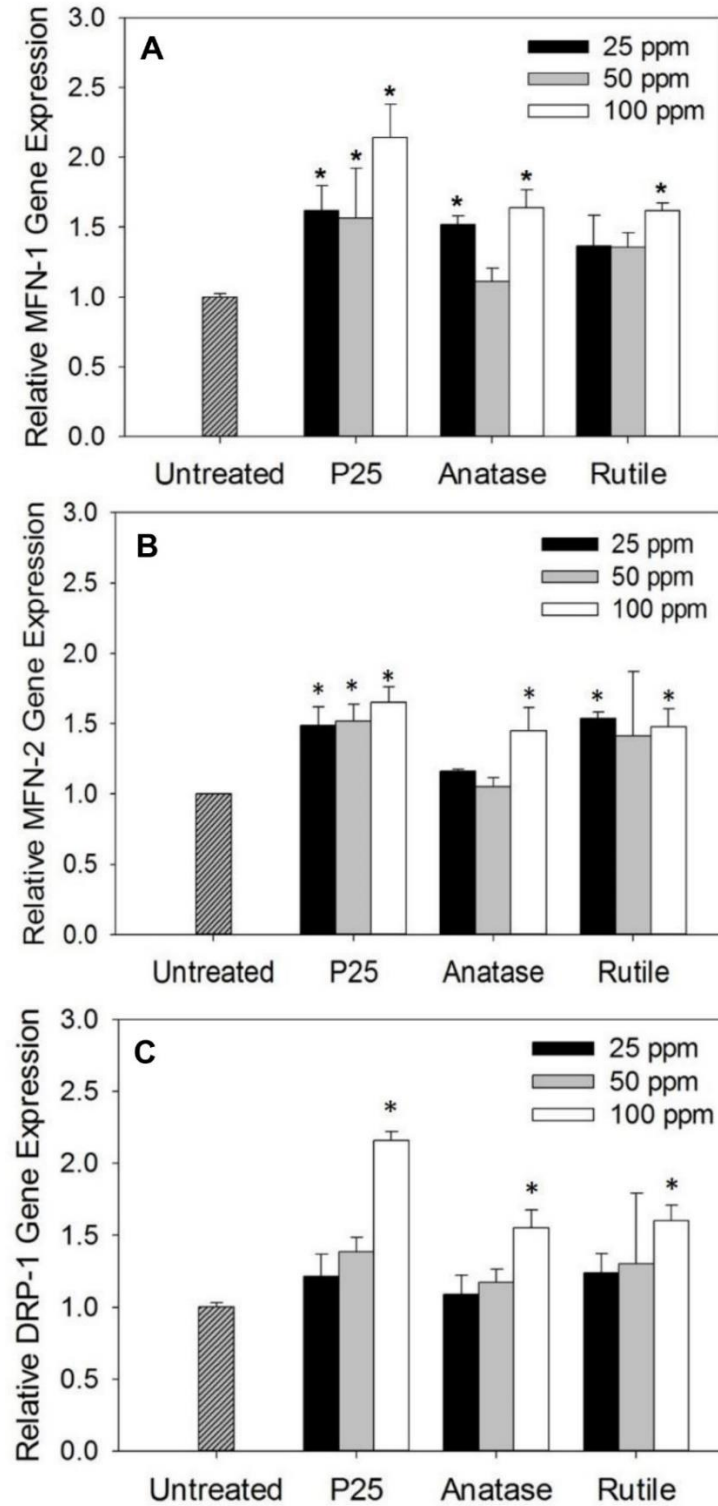 A
Relative MFN-1 Gene Expression
3.0
2.5
2.0
1.5
1.0
0.5
0.0
25 ppm
50 ppm
100 ppm
* * *
* *
*
Untreated P25 Anatase Rutile
B
Relative MFN-2 Gene Expression
3.0
2.5
2.0
1.5
1.0
0.5
0.0
25 ppm
50 ppm
100 ppm
* * *
*
* *
Untreated P25 Anatase Rutile
C
Relative DRP-1 Gene Expression
3.0
2.5
2.0
1.5
1.0
0.5
0.0
25 ppm
50 ppm
100 ppm
*
*
*
Untreated P25 Anatase Rutile